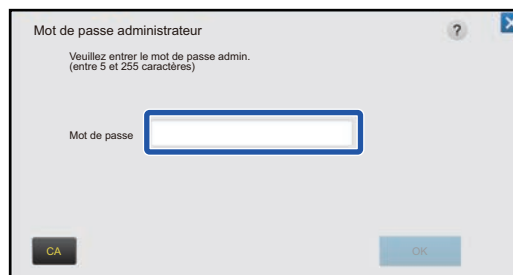 Mot de passe administrateur
?
Veuillez entrer le mot de passe admin.
(entre 5 et 255 caractères)
Mot de passe
CA
OK